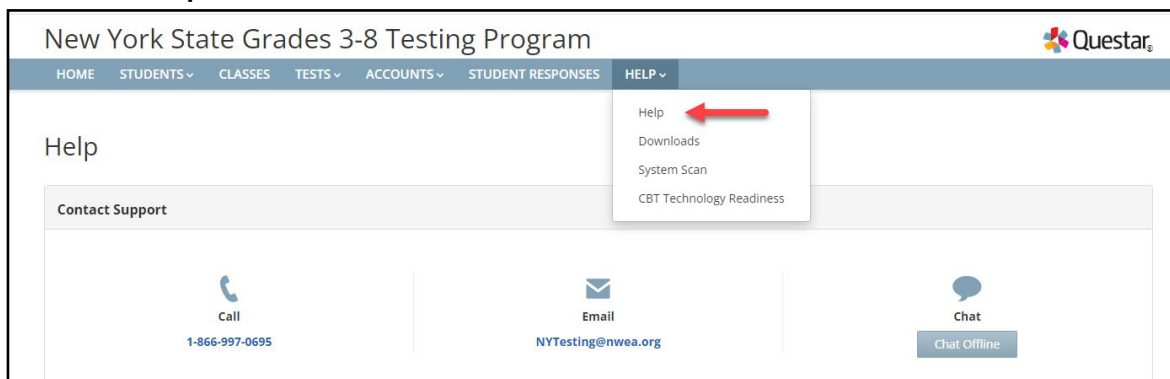 New York State Grades 3-8 Testing Program
Questar®
HOME STUDENTS CLASSES TESTS ACCOUNTS STUDENT RESPONSES HELP
Help
Downloads
System Scan
CBT Technology Readiness
Help
Contact Support
Call
1-866-997-0695
Email
NYTesting@nwea.org
Chat
Chat Offline